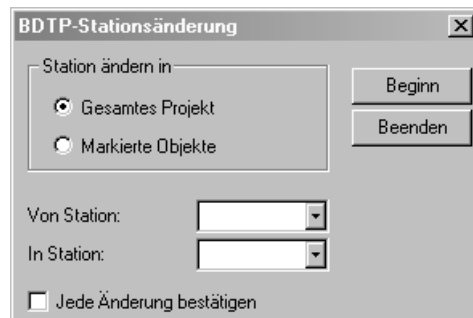 BDTP-Stationsänderung
Station ändern in
Gesamtes Projekt
Markierte Objekte
Beginn
Beenden
Von Station:
In Station:
Jede Änderung bestätigen